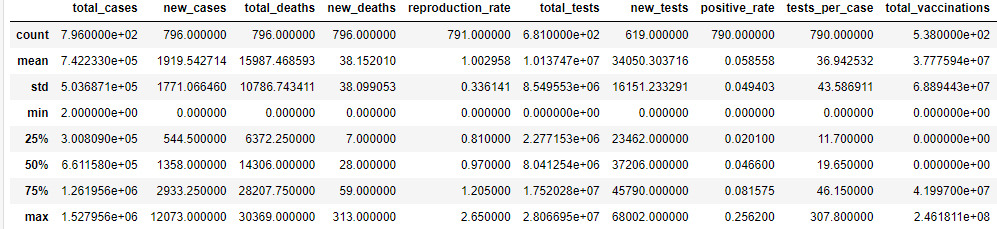 total_cases new_cases total_deaths new_deaths reproduction_rate total_tests new_tests positive_rate tests_per_case total_vaccinations
count 7.960000e+02 796.000000 796.000000 796.000000 791.000000 6.810000e+02 619.000000 790.000000 790.000000 5.380000e+02
mean 7.422330e+05 1919.542714 15987.468593 38.152010 1.002958 1.013747e+07 34050.303716 0.058558 36.942532 3.777594e+07
std 5.036871e+05 1771.066460 10786.743411 38.099053 0.336141 8.549553e+06 16151.233291 0.049403 43.586911 6.889443e+07
min 2.000000e+00 0.000000 0.000000 0.000000 0.000000 0.000000e+00 0.000000 0.000000 0.000000 0.000000e+00
25% 3.008090e+05 544.500000 6372.250000 7.000000 0.810000 2.277153e+06 23462.000000 0.020100 11.700000 0.000000e+00
50% 6.611580e+05 1358.000000 14306.000000 28.000000 0.970000 8.041254e+06 37206.000000 0.046600 19.650000 0.000000e+00
75% 1.261956e+06 2933.250000 28207.750000 59.000000 1.205000 1.752028e+07 45790.000000 0.081575 46.150000 4.199700e+07
max 1.527956e+06 12073.000000 30369.000000 313.000000 2.650000 2.806695e+07 68002.000000 0.256200 307.800000 2.461811e+08